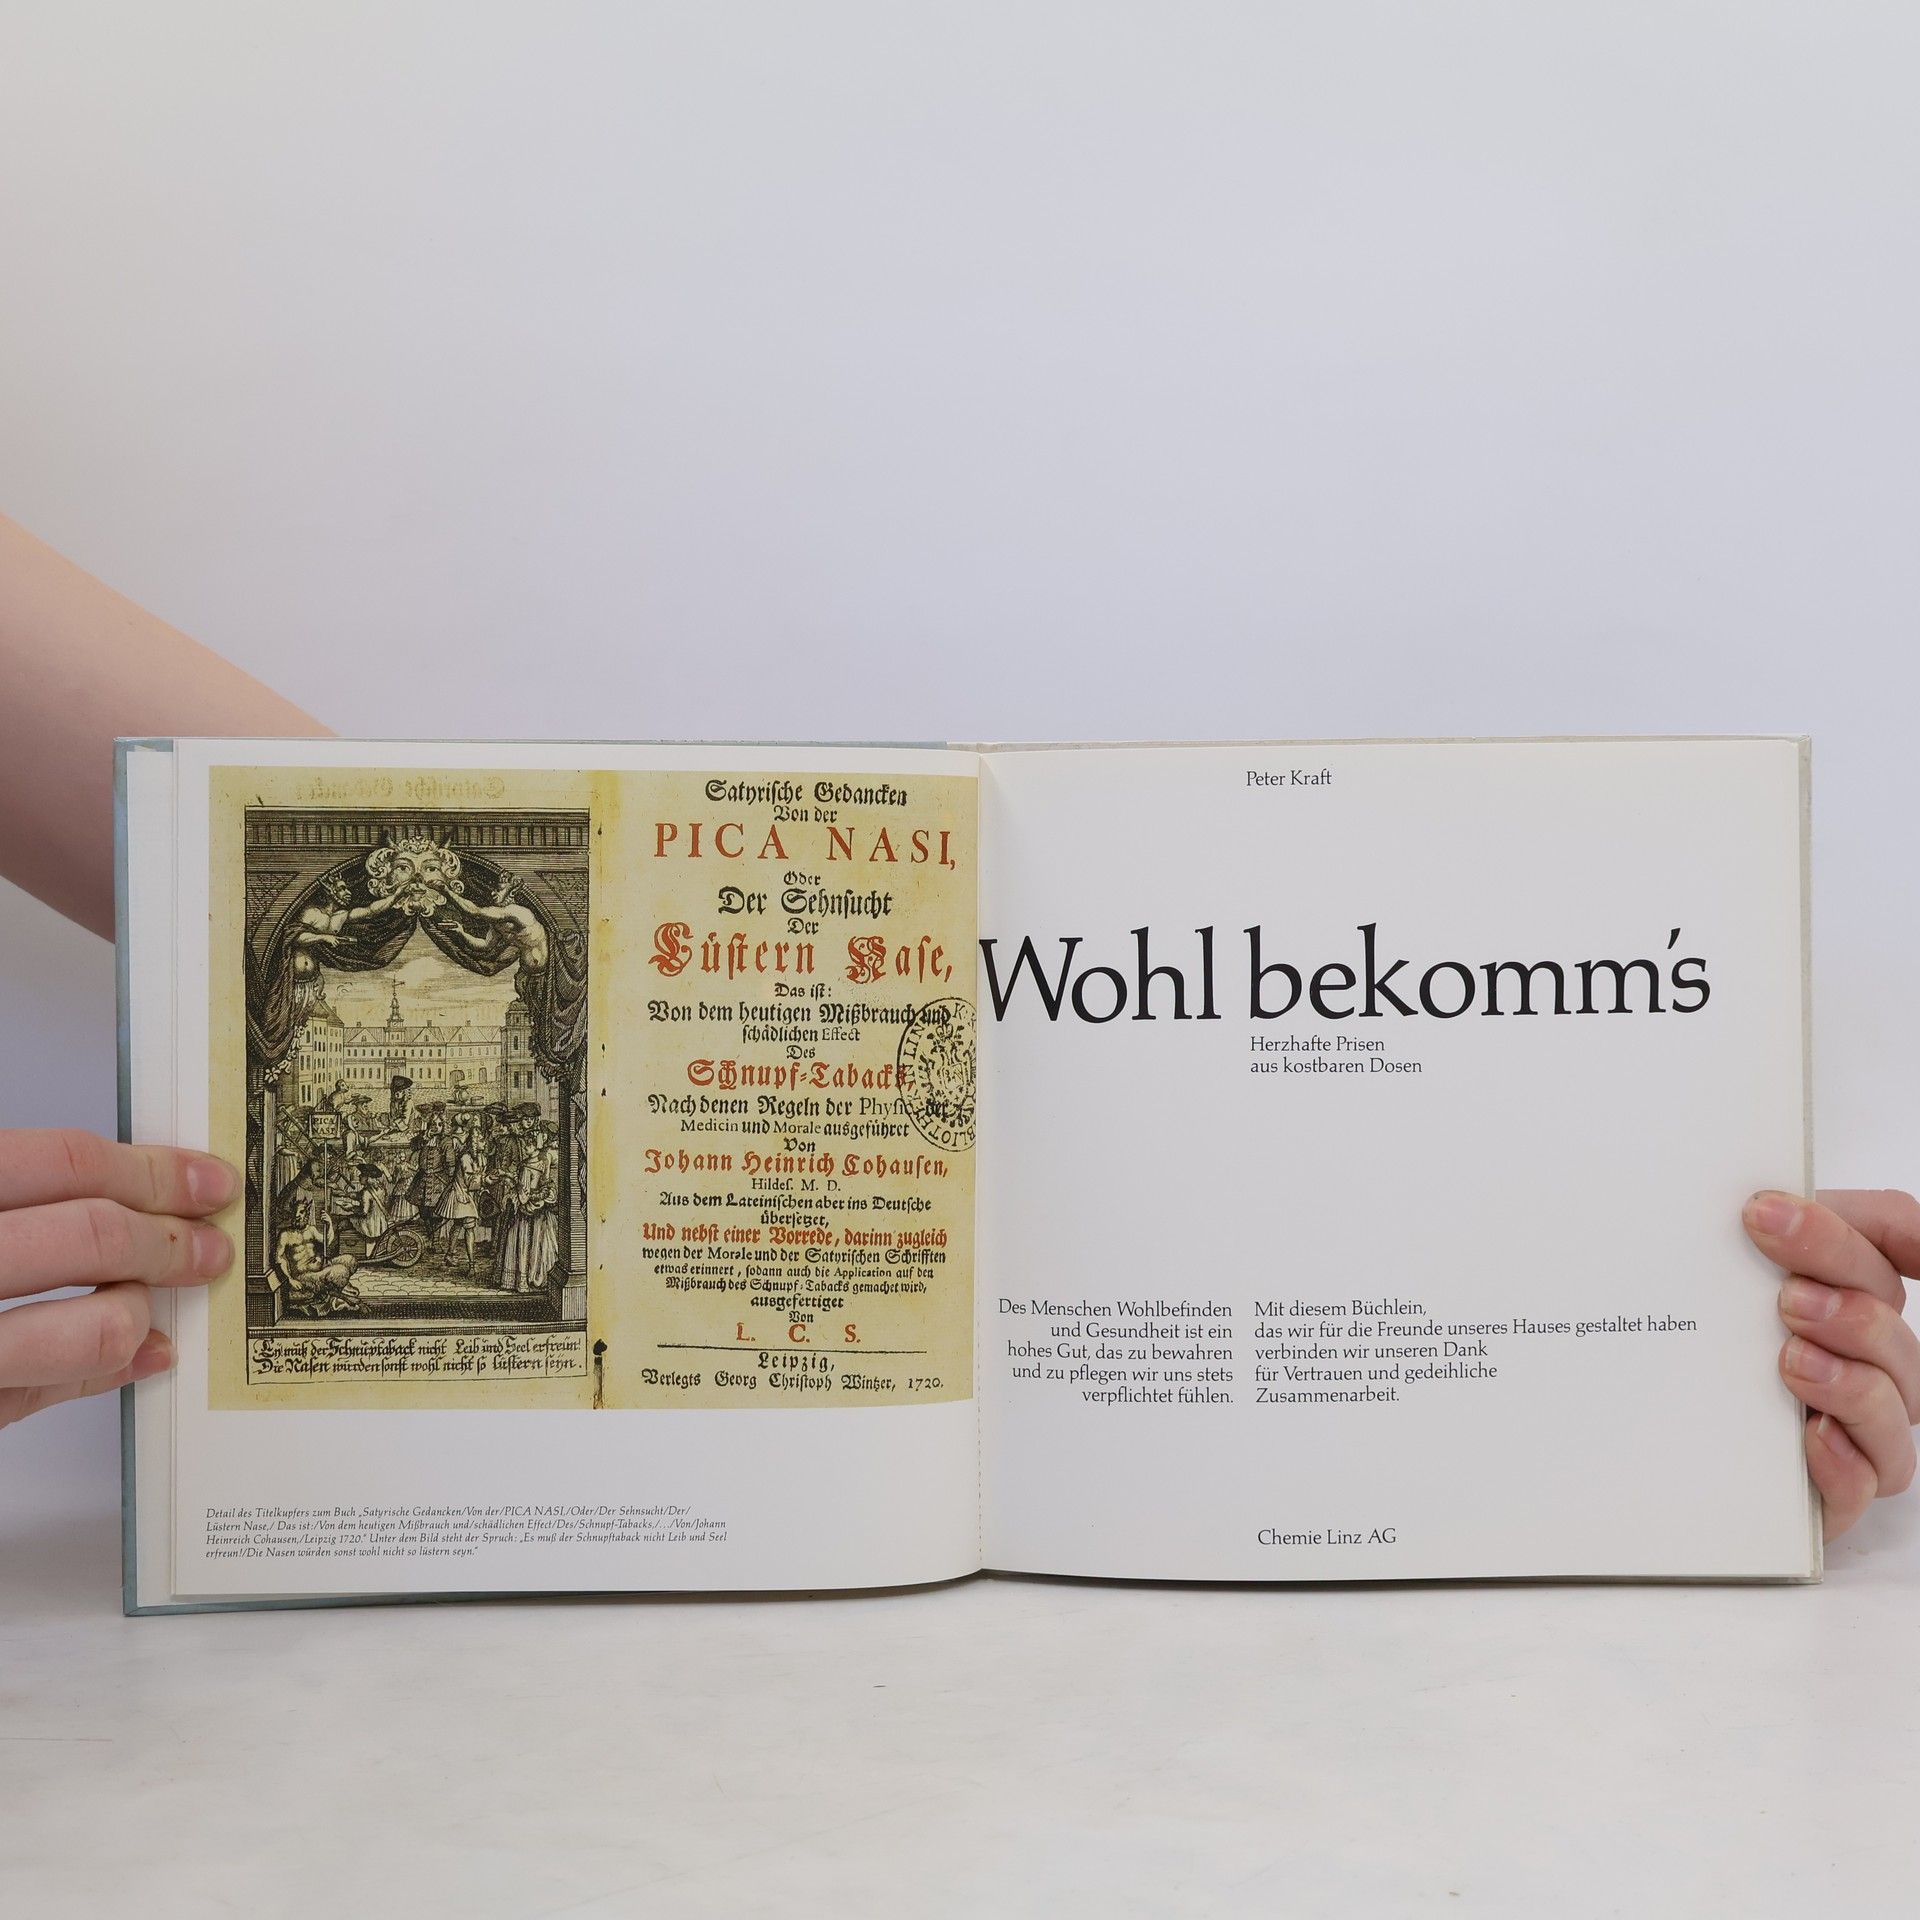 Satyrische Gedancken
Von der
PICA NASI,
Oder
Der Sehnsucht
Der
Lüstern Nase,
Das ist:
Von dem heutigen Mißbrauch und
schädlichen Effect
Des
Schnupf-Tabacks,
Nach denen Regeln der Physic der
Medicin und Morale ausgeführet
Von
Johann Heinrich Cohausen,
Hildes. M. D.
Aus dem Lateinischen aber ins Deutsche
übersetzet,
Und nebst einer Vorrede, darinn zugleich
wegen der Morale und der Satyrischen Schrifften
etwas erinnert, sodann auch die Application auf den
Mißbrauch des Schnupf-Tabacks gemachet wird,
ausgefertiget
Von
L. C. S.
Leipzig,
Verlegts Georg Christoph Wintzer, 1720.
PICA
NASI
Es muß der Schnuptaback nicht Leib und Seel erfreun!
Die Nasen würden sonst wohl nicht so lüstern seyn.
Detail des Titelkupfers zum Buch „Satyrische Gedancken/Von der/PICA NASI,/Oder/Der Sehnsucht/Der/
Lüstern Nase,/ Das ist:/Von dem heutigen Mißbrauch und/schädlichen Effect/Des/Schnupf-Tabacks,/.../Von/Johann
Heinrich Cohausen,/Leipzig 1720.“ Unter dem Bild steht der Spruch: „Es muß der Schnupftaback nicht Leib und Seel
erfreun!/Die Nasen würden sonst wohl nicht so lüstern seyn.“
Peter Kraft
Wohl bekomm's
Herzhafte Prisen
aus kostbaren Dosen
Des Menschen Wohlbefinden
und Gesundheit ist ein
hohes Gut, das zu bewahren
und zu pflegen wir uns stets
verpflichtet fühlen.
Mit diesem Büchlein,
das wir für die Freunde unseres Hauses gestaltet haben
verbinden wir unseren Dank
für Vertrauen und gedeihliche
Zusammenarbeit.
Chemie Linz AG